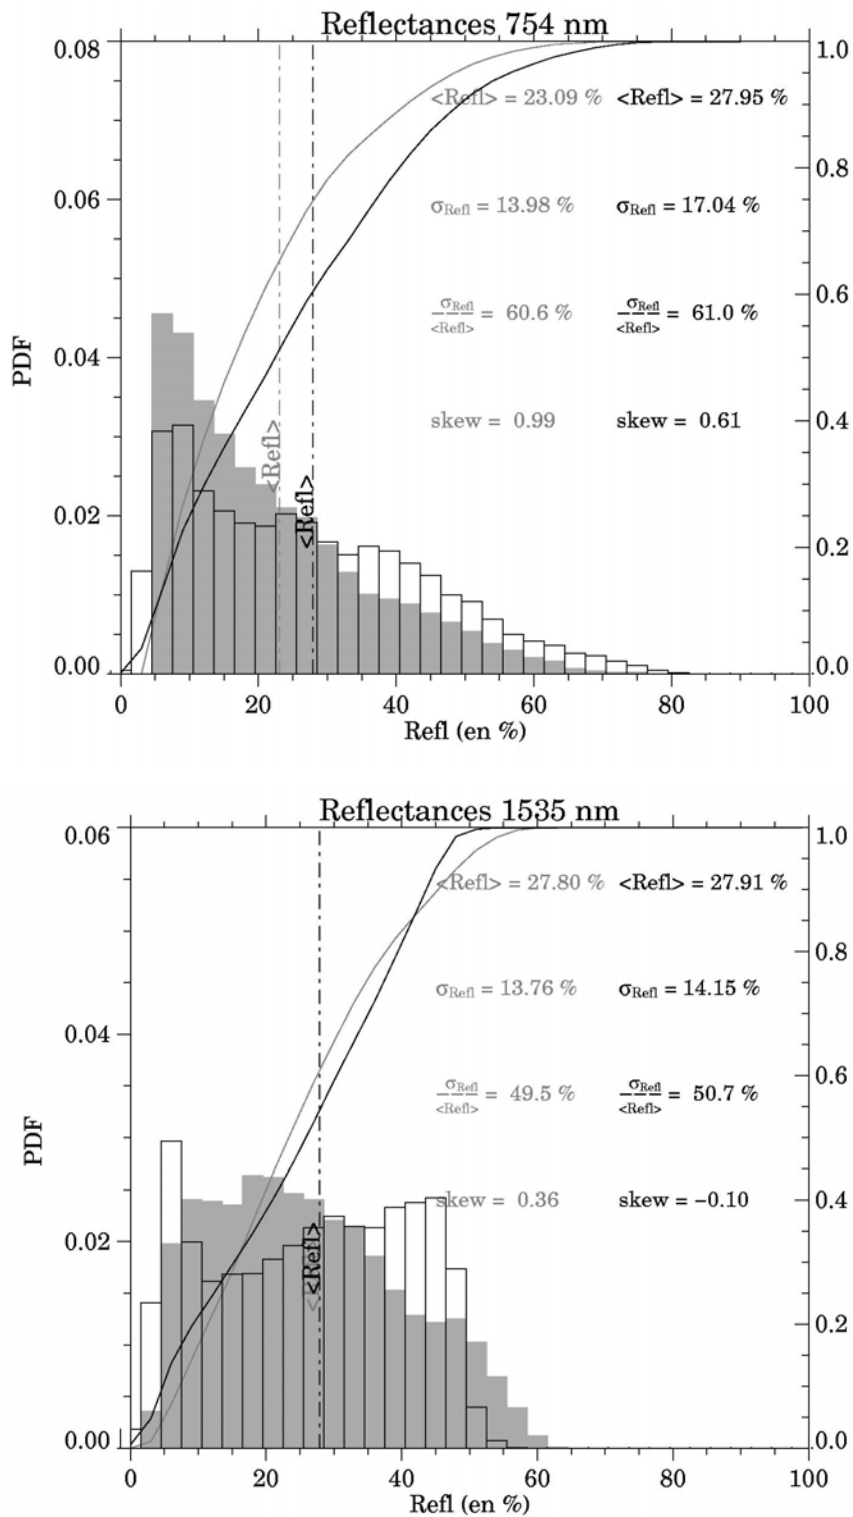 Reflectances 754 nm
0.08
1.0
<Refl> = 23.09 % <Refl> = 27.95 %
0.8
0.06
σRefl = 13.98 % σRefl = 17.04 %
0.6
σRefl/<Refl> = 60.6 % σRefl/<Refl> = 61.0 %
PDF
0.04
skew = 0.99 skew = 0.61
0.4
<Refl>
<Refl>
0.02
0.2
0.00
0.0
0 20 40 60 80 100
Refl (en %)
Reflectances 1535 nm
0.06
1.0
<Refl> = 27.80 % <Refl> = 27.91 %
0.8
σRefl = 13.76 % σRefl = 14.15 %
0.04
0.6
σRefl/<Refl> = 49.5 % σRefl/<Refl> = 50.7 %
PDF
skew = 0.36 skew = −0.10
0.4
0.02
<Refl>
<Refl>
0.2
0.00
0.0
0 20 40 60 80 100
Refl (en %)